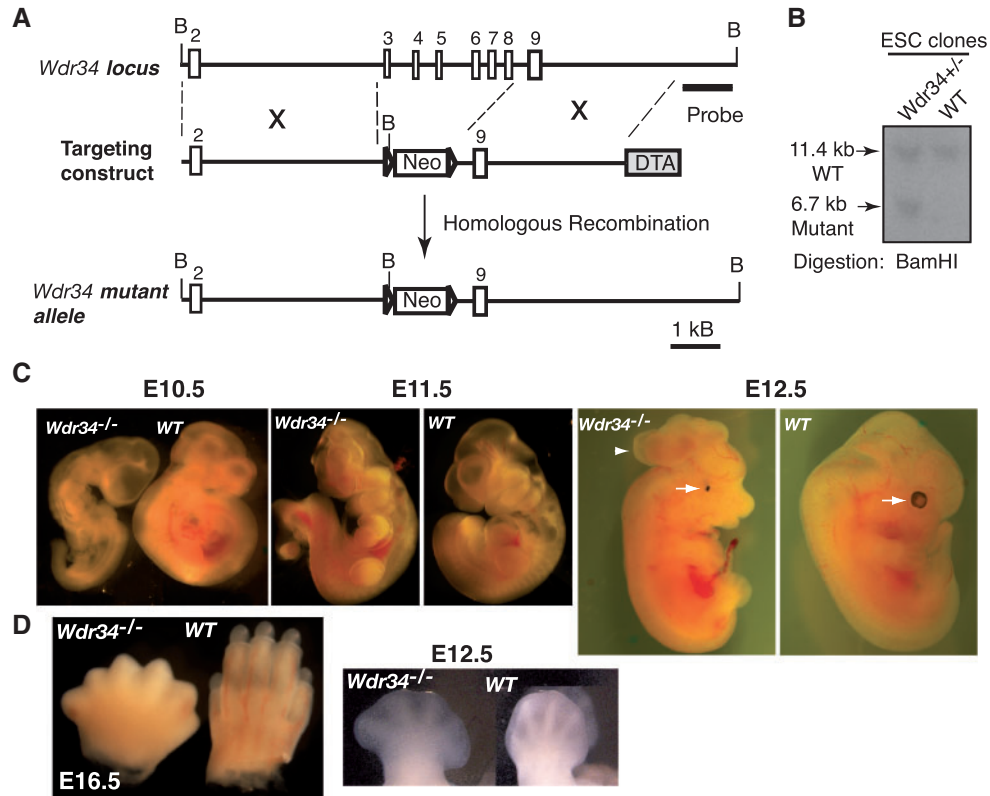 A
B 2 3 4 5 6 7 8 9 B
Wdr34 locus
X X Probe
B
2 9
Targeting
construct
Neo DTA
Homologous Recombination
B 2 B 9 B
Wdr34 mutant
allele
Neo
1 kB
B
ESC clones
Wdr34+/-
WT
11.4 kb
WT
6.7 kb
Mutant
Digestion: BamHI
C
E10.5 E11.5 E12.5
Wdr34-/- WT Wdr34-/- WT Wdr34-/- WT
D
Wdr34-/- WT
E16.5
E12.5
Wdr34-/- WT